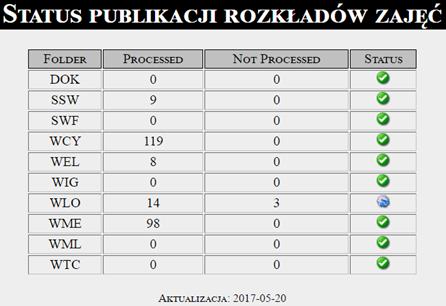 Status publikacji rozkładów zajęć
Folder Processed Not Processed Status
DOK 0 0
SSW 9 0
SWF 0 0
WCY 119 0
WEL 8 0
WIG 0 0
WLO 14 3
WME 98 0
WML 0 0
WTC 0 0
Aktualizacja: 2017-05-20